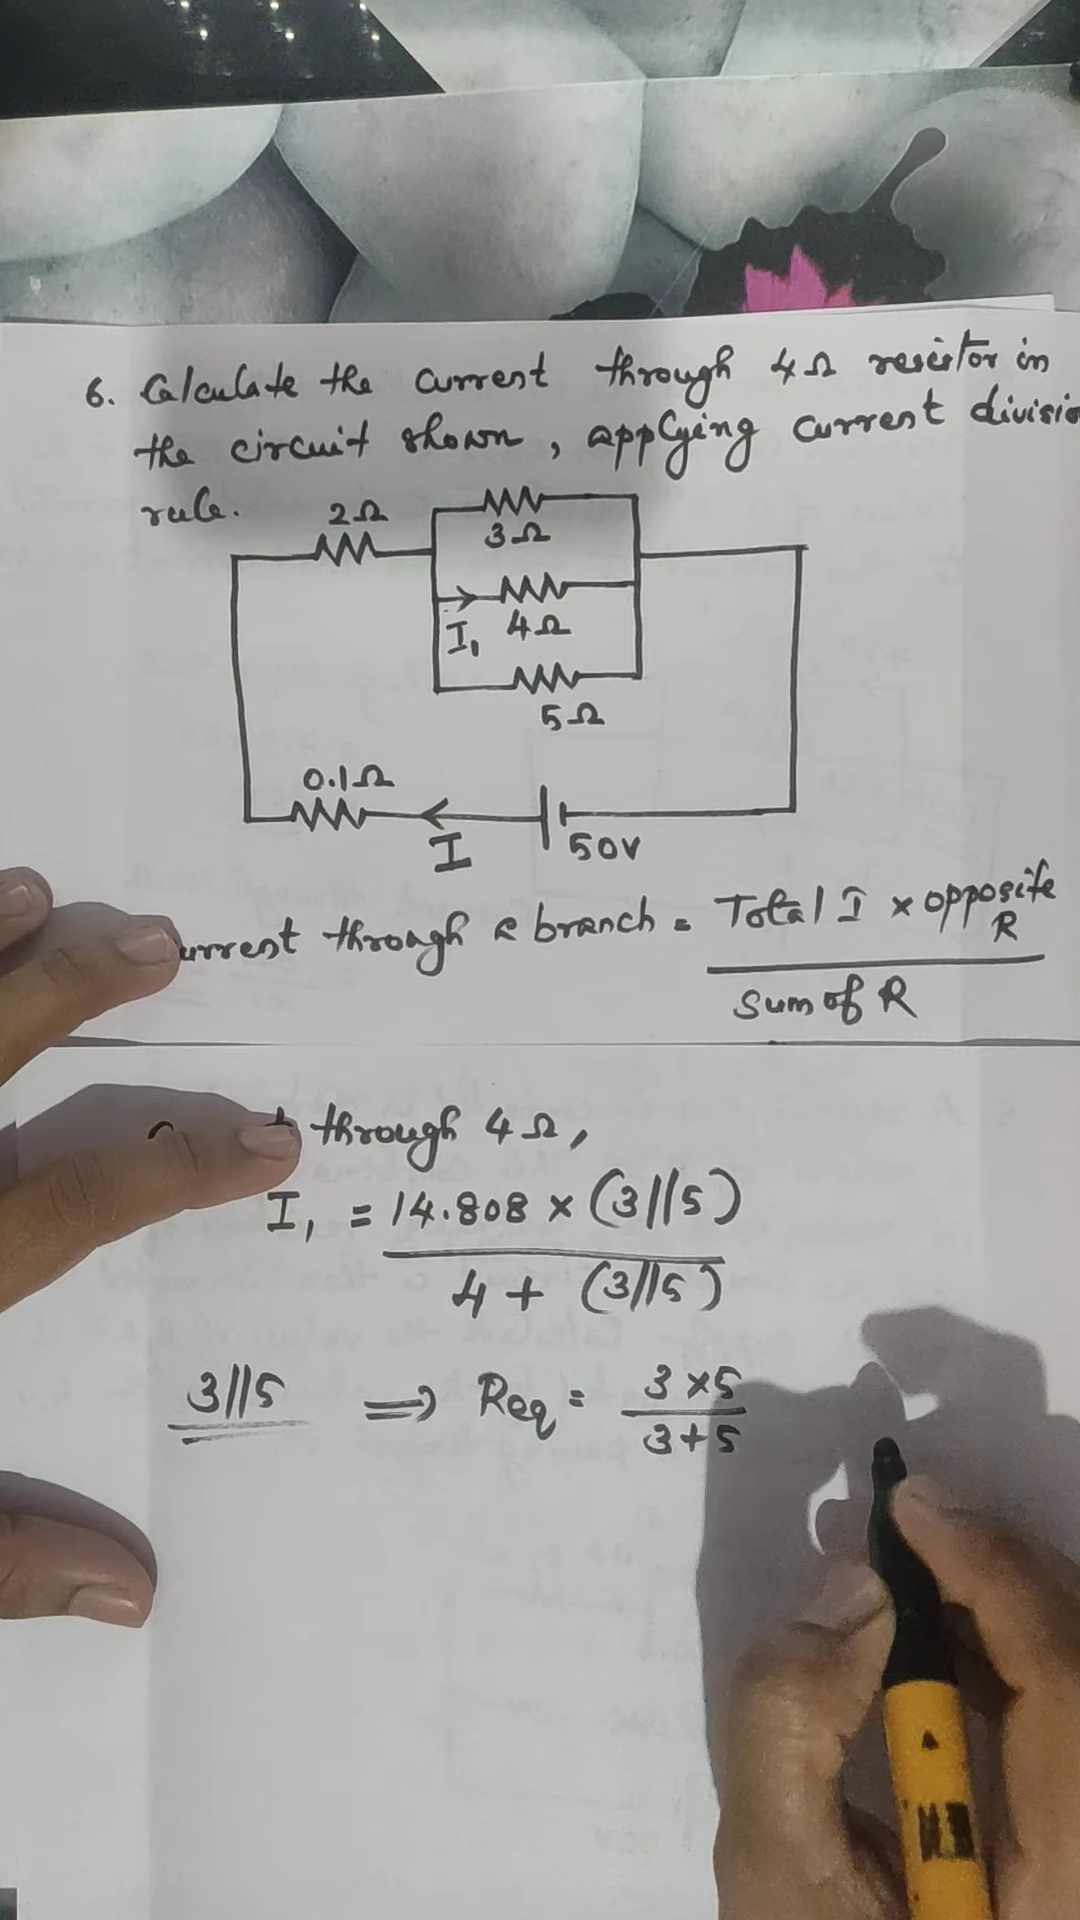 6. Calculate the current through 4Ω resistor in
the circuit shown, applying current divisio
rule.
2Ω
3Ω
I₁ 4Ω
5Ω
0.1Ω
I
50V
urrent through a branch = Total I × opposite R / Sum of R
through 4Ω,
I₁ = 14.808 × (3||5) / 4 + (3||5)
3||5 ⇒ Req = 3×5 / 3+5